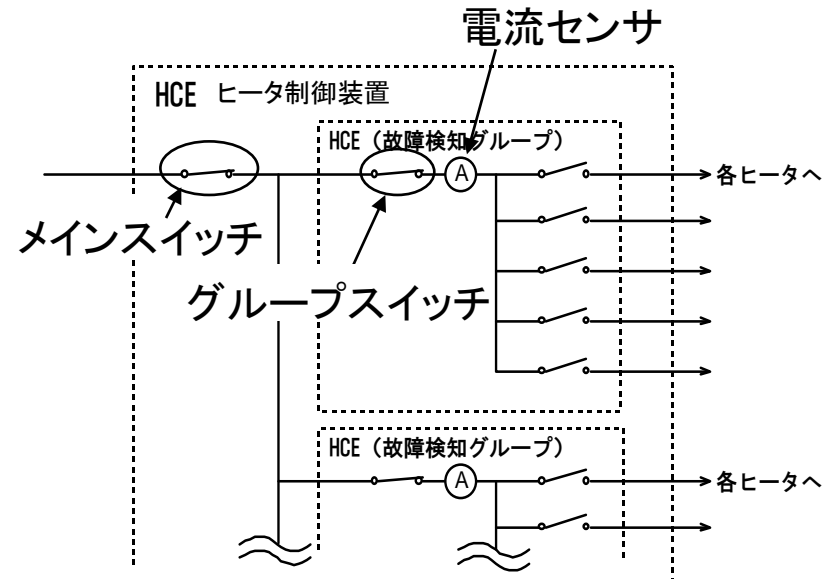 電流センサ
HCE ヒータ制御装置
HCE（故障検知グループ）
A
各ヒータへ
メインスイッチ
グループスイッチ
HCE（故障検知グループ）
A
各ヒータへ